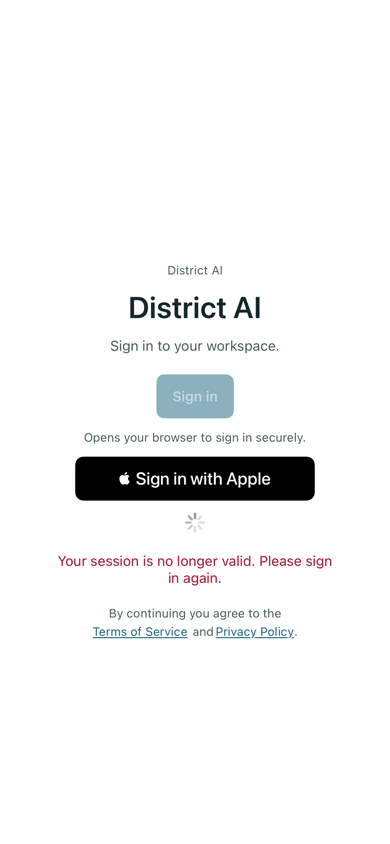 District AI
District AI
Sign in to your workspace.
Sign in
Opens your browser to sign in securely.
Sign in with Apple
Your session is no longer valid. Please sign
in again.
By continuing you agree to the
Terms of Service and Privacy Policy.